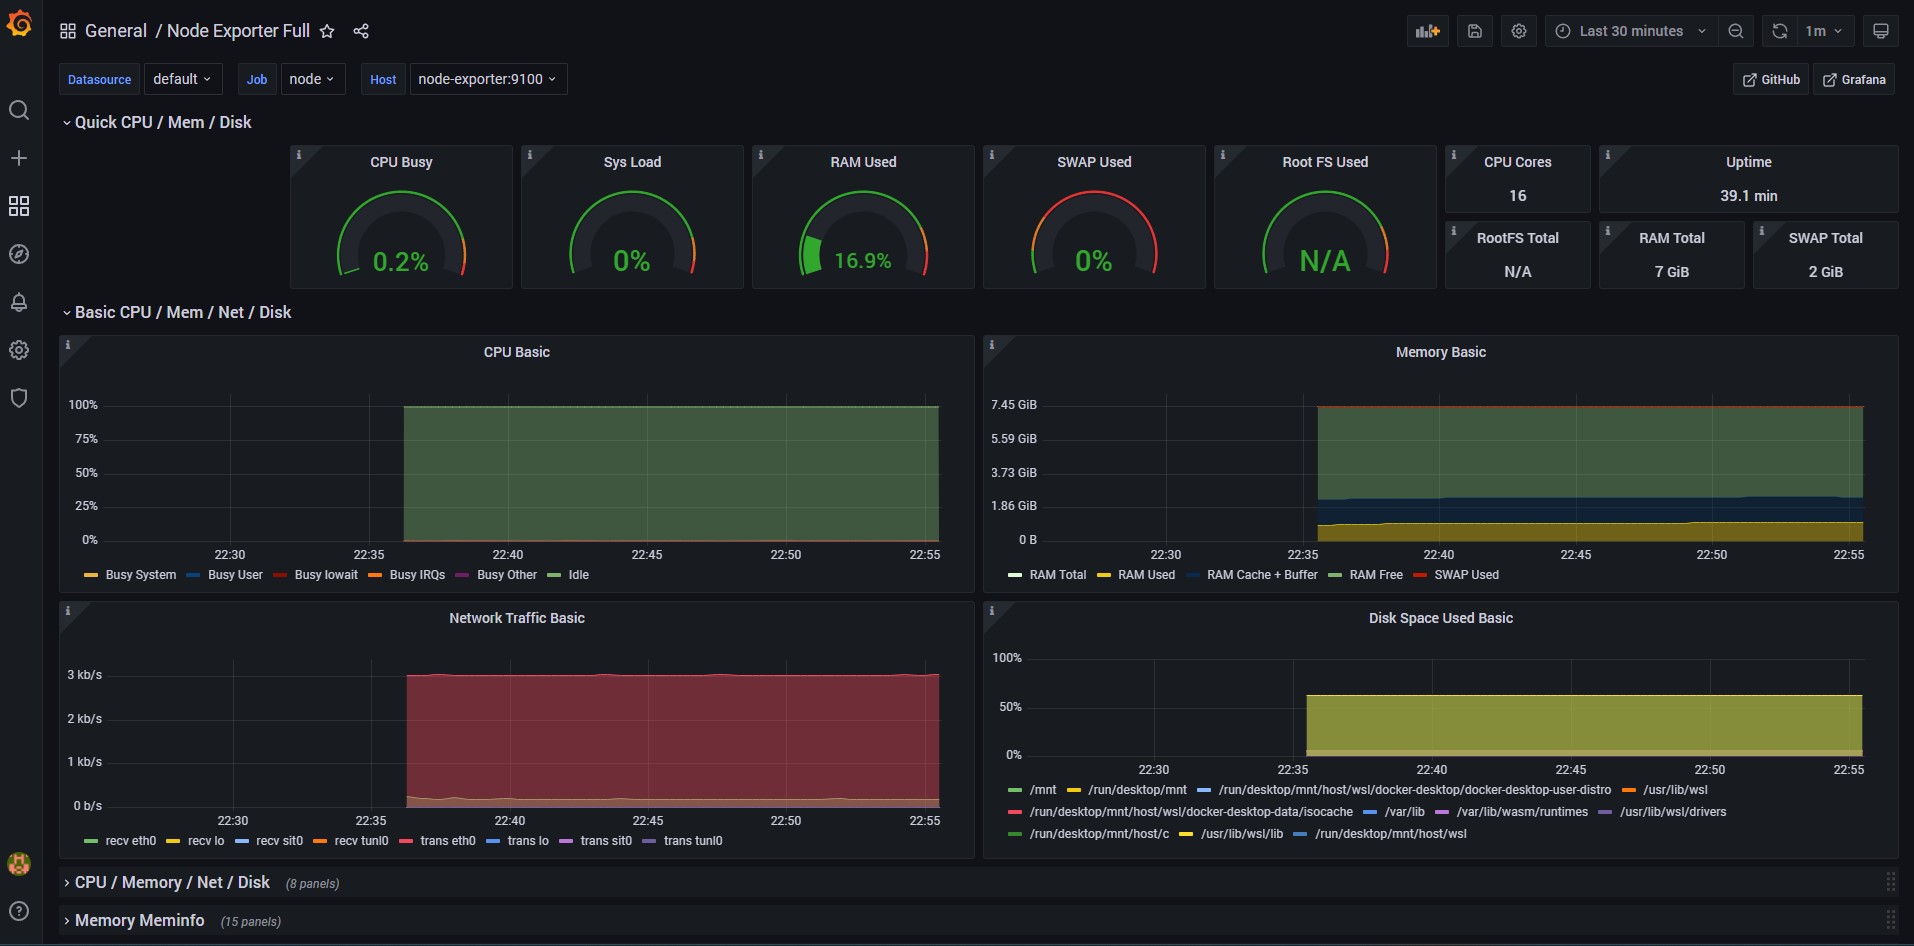 General / Node Exporter Full
Last 30 minutes
1m
Datasource default Job node Host node-exporter:9100
GitHub Grafana
Quick CPU / Mem / Disk
CPU Busy
0.2%
Sys Load
0%
RAM Used
16.9%
SWAP Used
0%
Root FS Used
N/A
CPU Cores
16
Uptime
39.1 min
RootFS Total
N/A
RAM Total
7 GiB
SWAP Total
2 GiB
Basic CPU / Mem / Net / Disk
CPU Basic
100%
75%
50%
25%
0%
22:30 22:35 22:40 22:45 22:50 22:55
Busy System Busy User Busy Iowait Busy IRQs Busy Other Idle
Memory Basic
7.45 GiB
5.59 GiB
3.73 GiB
1.86 GiB
0 B
22:30 22:35 22:40 22:45 22:50 22:55
RAM Total RAM Used RAM Cache + Buffer RAM Free SWAP Used
Network Traffic Basic
3 kb/s
2 kb/s
1 kb/s
0 b/s
22:30 22:35 22:40 22:45 22:50 22:55
recv eth0 recv lo recv sit0 recv tunl0 trans eth0 trans lo trans sit0 trans tunl0
Disk Space Used Basic
100%
50%
0%
22:30 22:35 22:40 22:45 22:50 22:55
/mnt /run/desktop/mnt /run/desktop/mnt/host/wsl/docker-desktop/docker-desktop-user-distro /usr/lib/wsl
/run/desktop/mnt/host/wsl/docker-desktop-data/isocache /var/lib /var/lib/wasm/runtimes /usr/lib/wsl/drivers
/run/desktop/mnt/host/c /usr/lib/wsl/lib /run/desktop/mnt/host/wsl
CPU / Memory / Net / Disk (8 panels)
Memory Meminfo (15 panels)